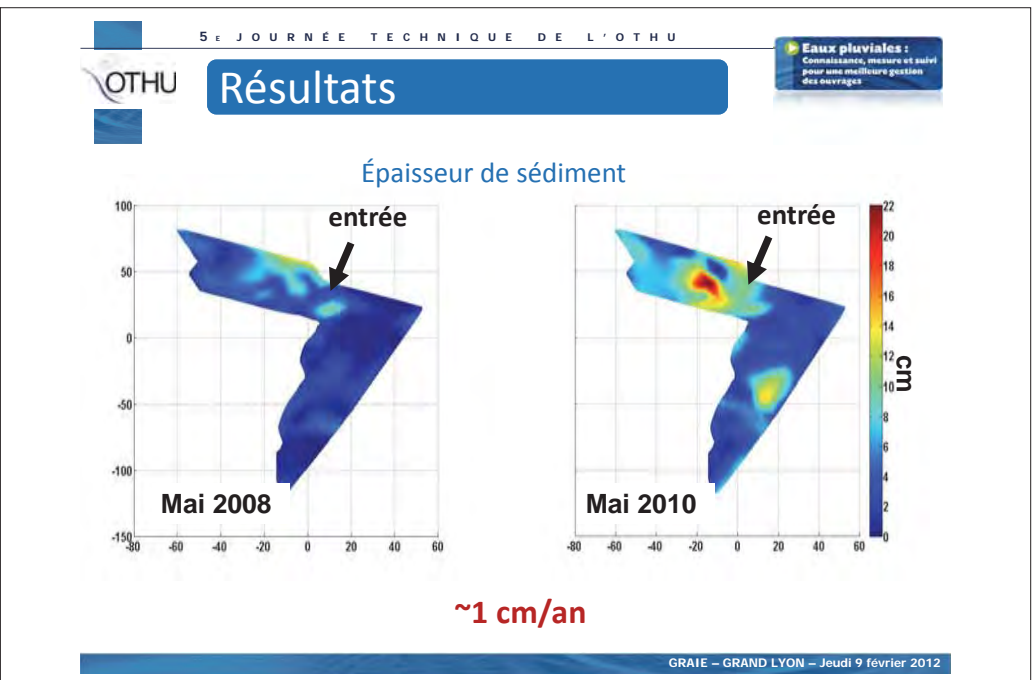 5E JOURNÉE TECHNIQUE DE L'OTHU
Eaux pluviales :
Connaissance, mesure et suivi
pour une meilleure gestion
des ouvrages
OTHU
Résultats
Épaisseur de sédiment
entrée
entrée
100
50
0
-50
-100
-150
-80 -60 -40 -20 0 20 40 60
Mai 2008
-80 -60 -40 -20 0 20 40 60
Mai 2010
22
20
18
16
14
12
10
8
6
4
2
0
cm
~1 cm/an
GRAIE – GRAND LYON – Jeudi 9 février 2012